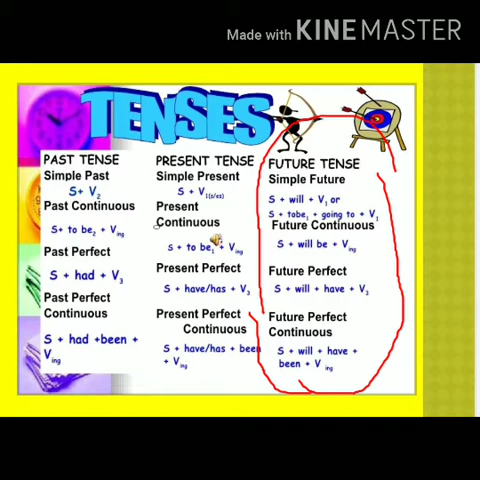 Made with KINEMASTER
TENSES
PAST TENSE
Simple Past
S+ V2
Past Continuous
S+ to be2 + Ving
Past Perfect
S + had + V3
Past Perfect
Continuous
S + had +been +
Ving
PRESENT TENSE
Simple Present
S + V1(s/es)
Present
Continuous
S + to be1 + Ving
Present Perfect
S + have/has + V3
Present Perfect
Continuous
S + have/has + been
+ Ving
FUTURE TENSE
Simple Future
S + will + V1 or
S + tobe1 + going to + V1
Future Continuous
S + will be + Ving
Future Perfect
S + will + have + V3
Future Perfect
Continuous
S + will + have +
been + V ing